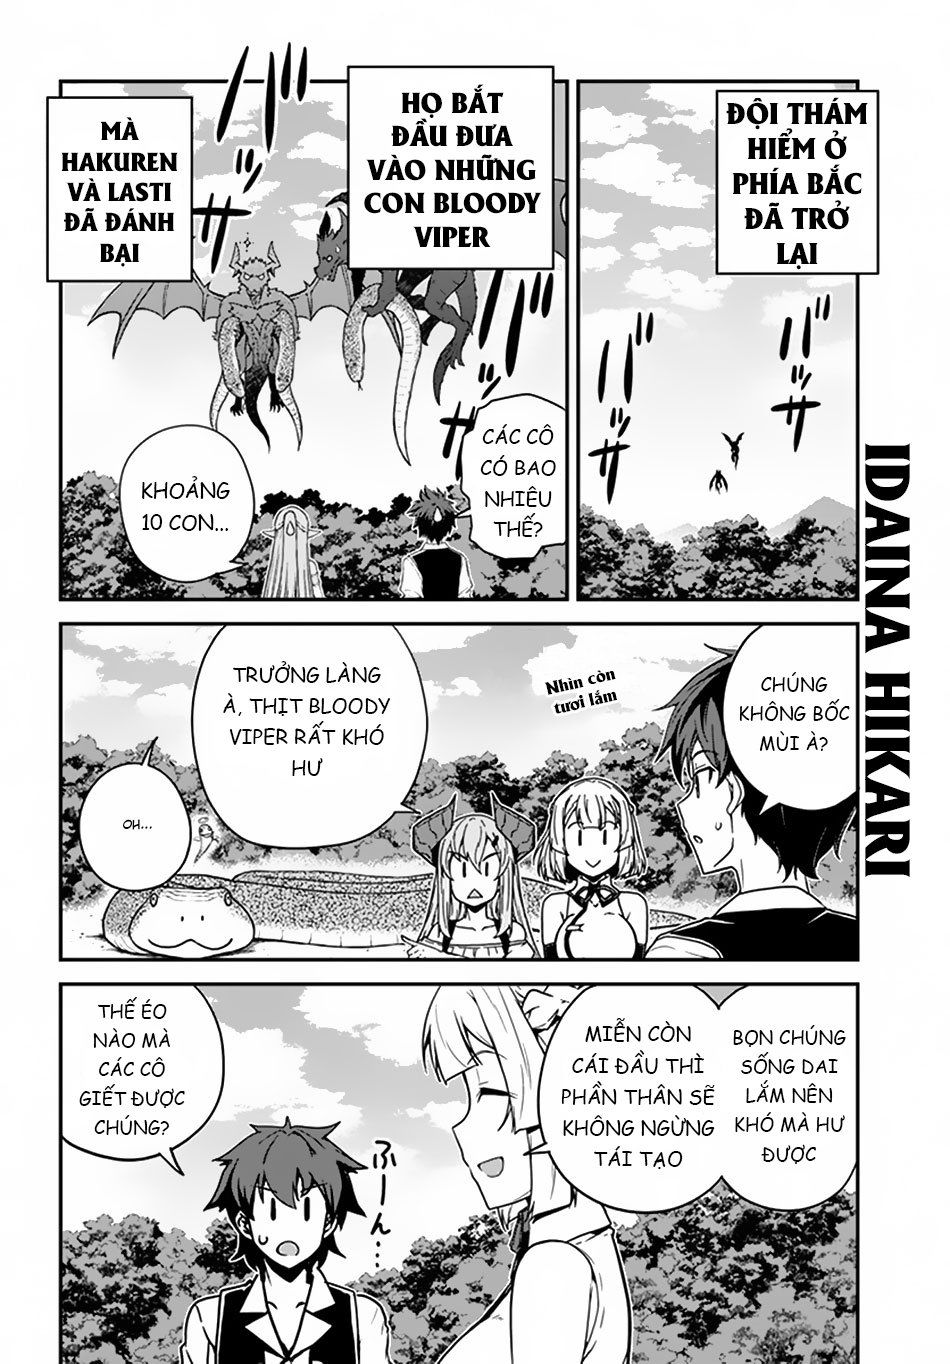 ĐỘI THÁM
HIỂM Ở
PHÍA BẮC
ĐÃ TRỞ
LẠI
HỌ BẮT
ĐẦU ĐƯA
VÀO NHỮNG
CON BLOODY
VIPER
MÀ
HAKUREN
VÀ LASTI
ĐÃ ĐÁNH
BẠI
CÁC CÔ
CÓ BAO
NHIÊU
THẾ?
KHOẢNG
10 CON...
IDAINA HIKARI
CHÚNG
KHÔNG BỐC
MÙI À?
Nhìn còn
tươi lắm
TRƯỞNG LÀNG
À, THỊT BLOODY
VIPER RẤT KHÓ
HƯ
OH...
BỌN CHÚNG
SỐNG DAI
LẮM NÊN
KHÓ MÀ HƯ
ĐƯỢC
MIỄN CÒN
CÁI ĐẦU THÌ
PHẦN THÂN SẼ
KHÔNG NGỪNG
TÁI TẠO
ふーん…
THẾ ÉO
NÀO MÀ
CÁC CÔ
GIẾT ĐƯỢC
CHÚNG?